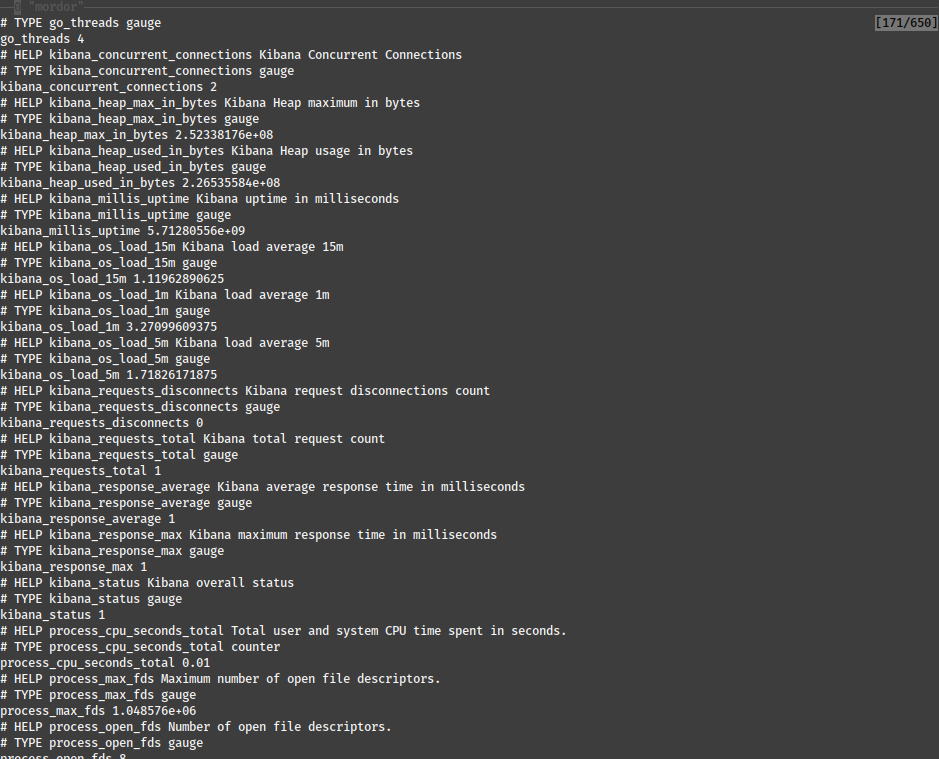 "mordor"
# TYPE go_threads gauge [171/650]
go_threads 4
# HELP kibana_concurrent_connections Kibana Concurrent Connections
# TYPE kibana_concurrent_connections gauge
kibana_concurrent_connections 2
# HELP kibana_heap_max_in_bytes Kibana Heap maximum in bytes
# TYPE kibana_heap_max_in_bytes gauge
kibana_heap_max_in_bytes 2.52338176e+08
# HELP kibana_heap_used_in_bytes Kibana Heap usage in bytes
# TYPE kibana_heap_used_in_bytes gauge
kibana_heap_used_in_bytes 2.26535584e+08
# HELP kibana_millis_uptime Kibana uptime in milliseconds
# TYPE kibana_millis_uptime gauge
kibana_millis_uptime 5.71280556e+09
# HELP kibana_os_load_15m Kibana load average 15m
# TYPE kibana_os_load_15m gauge
kibana_os_load_15m 1.11962890625
# HELP kibana_os_load_1m Kibana load average 1m
# TYPE kibana_os_load_1m gauge
kibana_os_load_1m 3.27099609375
# HELP kibana_os_load_5m Kibana load average 5m
# TYPE kibana_os_load_5m gauge
kibana_os_load_5m 1.71826171875
# HELP kibana_requests_disconnects Kibana request disconnections count
# TYPE kibana_requests_disconnects gauge
kibana_requests_disconnects 0
# HELP kibana_requests_total Kibana total request count
# TYPE kibana_requests_total gauge
kibana_requests_total 1
# HELP kibana_response_average Kibana average response time in milliseconds
# TYPE kibana_response_average gauge
kibana_response_average 1
# HELP kibana_response_max Kibana maximum response time in milliseconds
# TYPE kibana_response_max gauge
kibana_response_max 1
# HELP kibana_status Kibana overall status
# TYPE kibana_status gauge
kibana_status 1
# HELP process_cpu_seconds_total Total user and system CPU time spent in seconds.
# TYPE process_cpu_seconds_total counter
process_cpu_seconds_total 0.01
# HELP process_max_fds Maximum number of open file descriptors.
# TYPE process_max_fds gauge
process_max_fds 1.048576e+06
# HELP process_open_fds Number of open file descriptors.
# TYPE process_open_fds gauge
process_open_fds 8